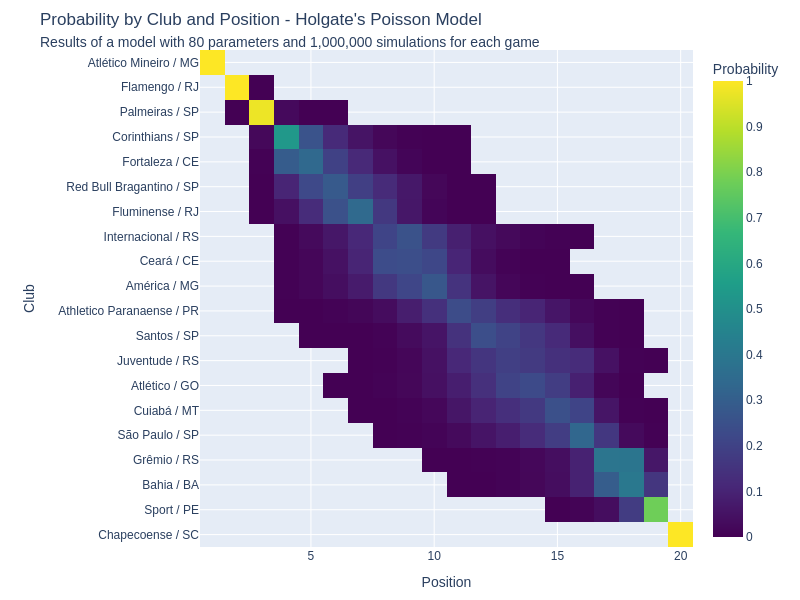 Probability by Club and Position - Holgate's Poisson Model
Results of a model with 80 parameters and 1,000,000 simulations for each game
Probability
Atlético Mineiro / MG
Flamengo / RJ
Palmeiras / SP
Corinthians / SP
Fortaleza / CE
Red Bull Bragantino / SP
Fluminense / RJ
Internacional / RS
Ceará / CE
América / MG
Athletico Paranaense / PR
Santos / SP
Juventude / RS
Atlético / GO
Cuiabá / MT
São Paulo / SP
Grêmio / RS
Bahia / BA
Sport / PE
Chapecoense / SC
Club
5
10
15
20
Position
1
0.9
0.8
0.7
0.6
0.5
0.4
0.3
0.2
0.1
0